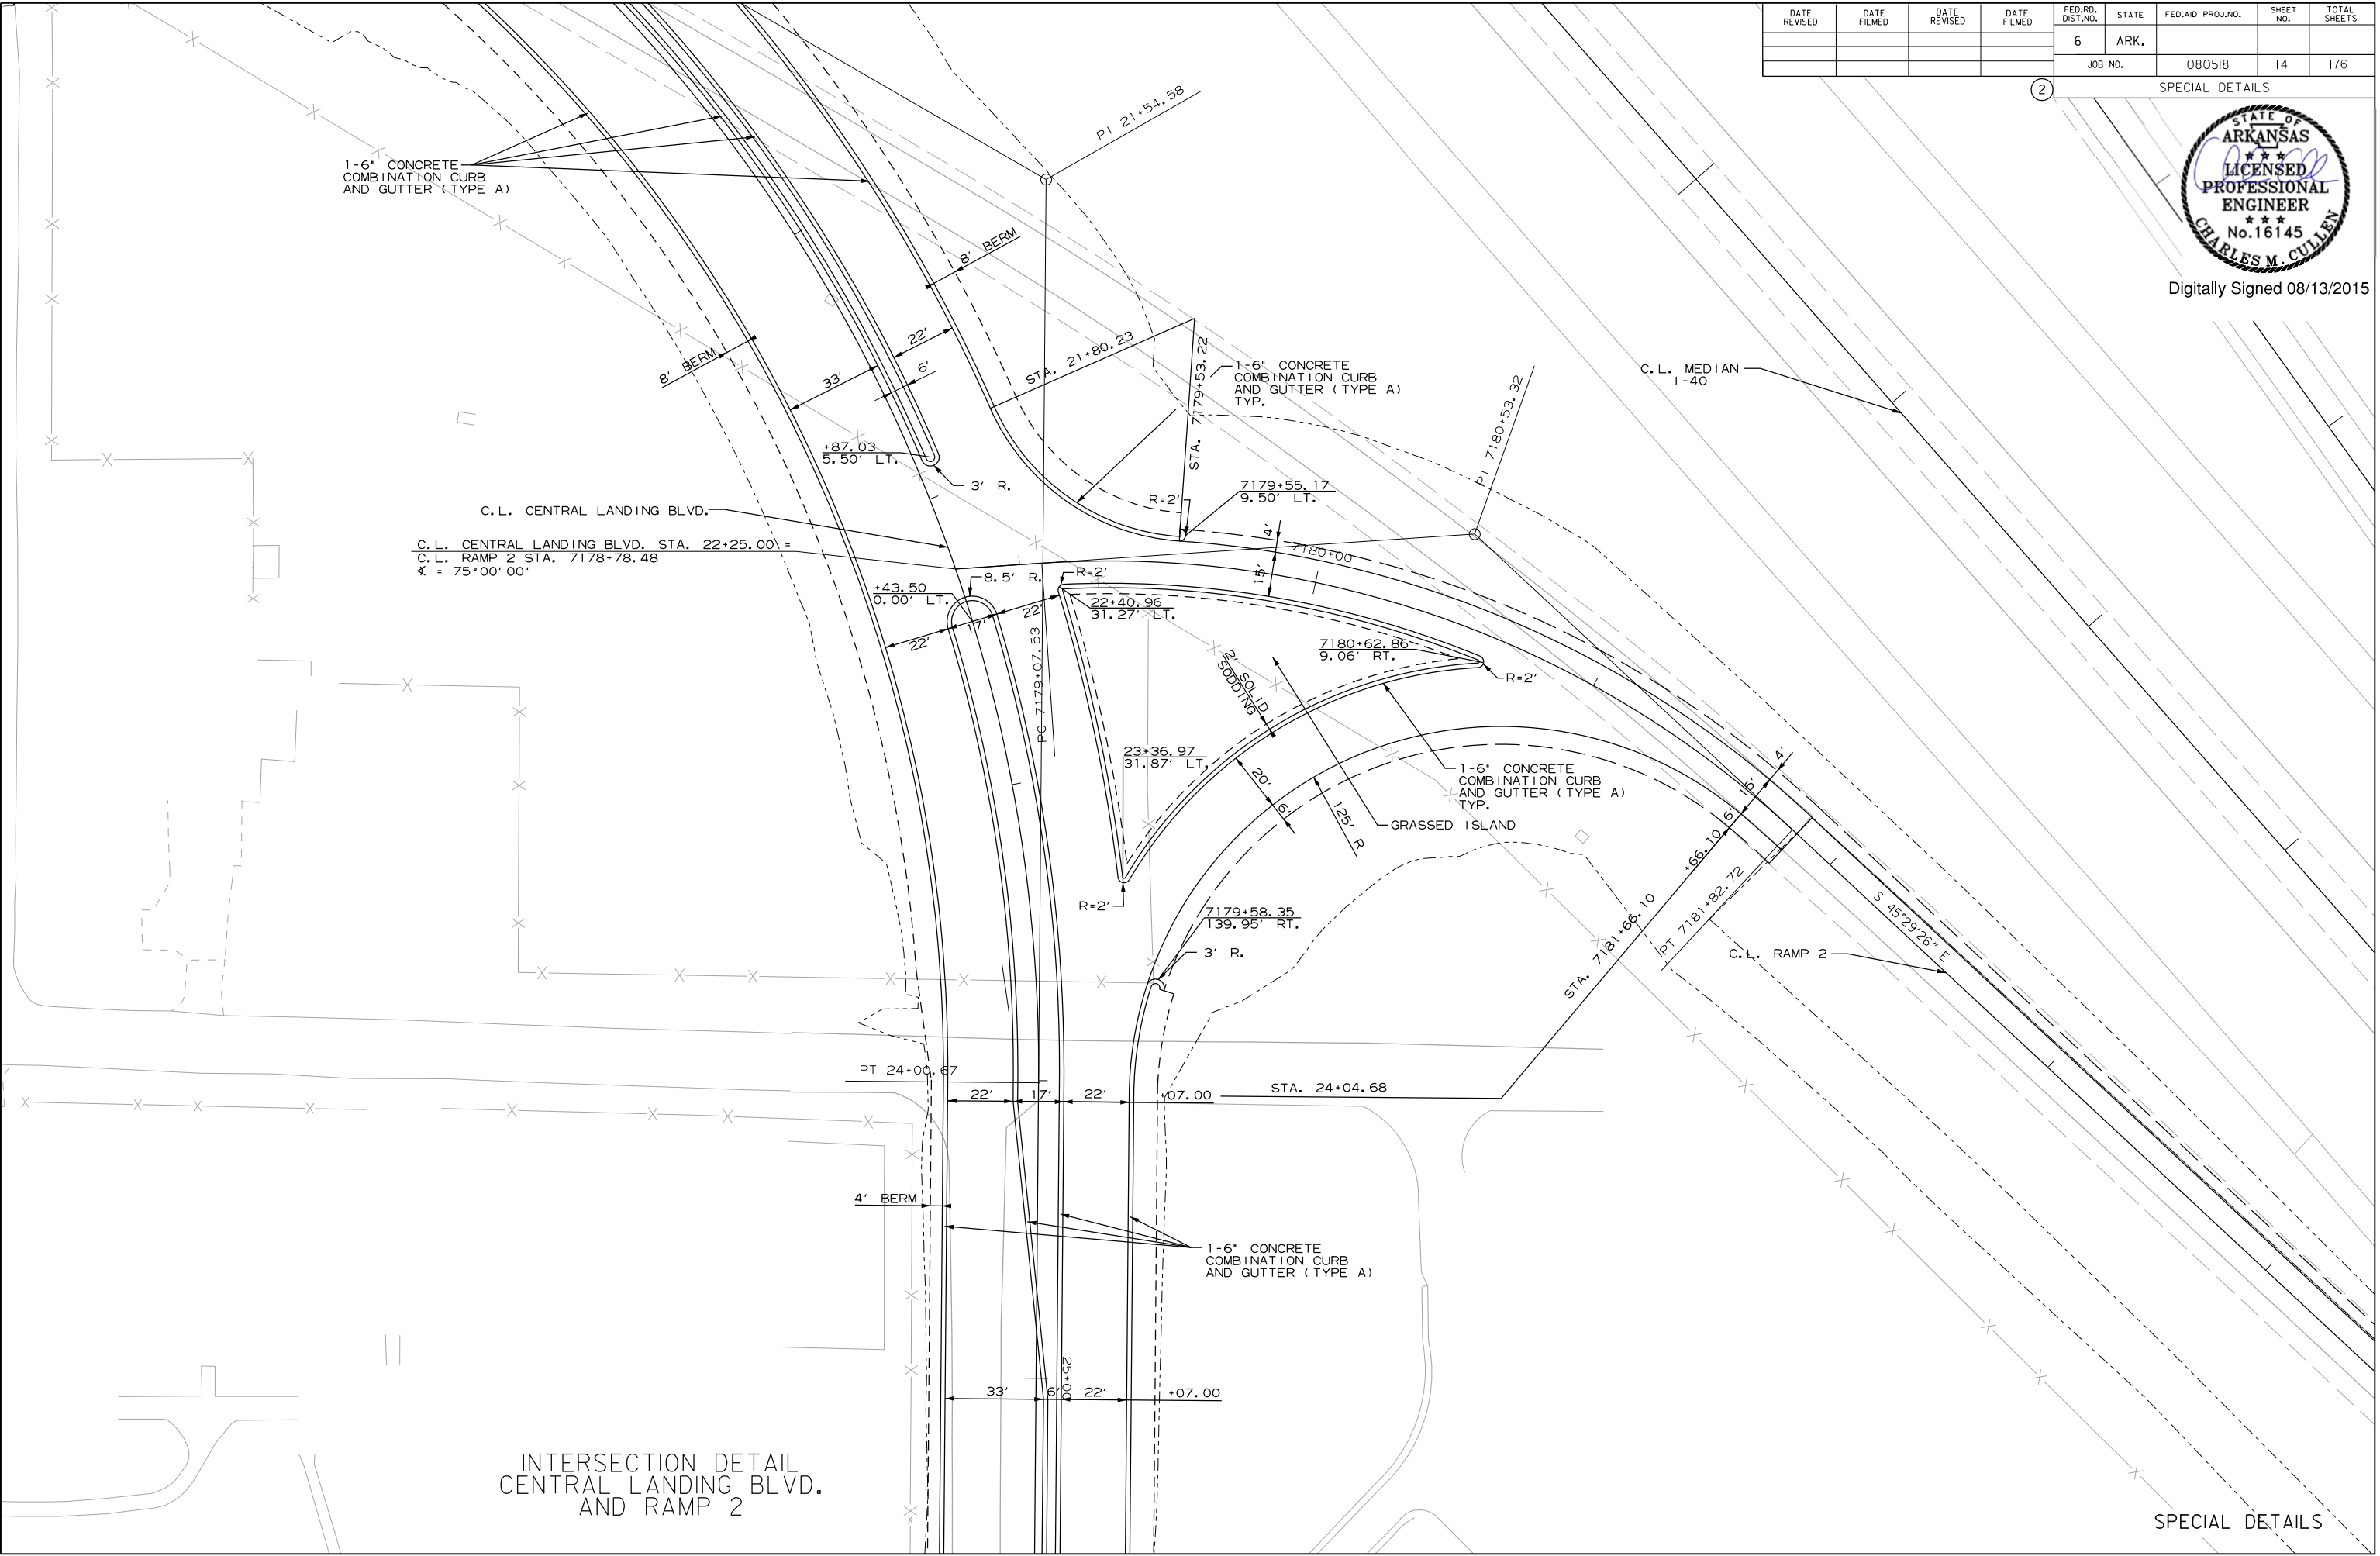 DATE REVISED
DATE FILMED
DATE REVISED
DATE FILMED
FED.RD. DIST.NO.
STATE
FED.AID PROJ.NO.
SHEET NO.
TOTAL SHEETS
6
ARK.
JOB NO.
080518
14
176
2
SPECIAL DETAILS
STATE OF
ARKANSAS
★ ★ ★
LICENSED
PROFESSIONAL
ENGINEER
★ ★ ★
No.16145
CHARLES M. CULLEN
Digitally Signed 08/13/2015
PI 21+54.58
1-6" CONCRETE
COMBINATION CURB
AND GUTTER (TYPE A)
8' BERM
22'
6'
8' BERM
33'
STA. 21+80.23
STA. 7179+53.22
1-6" CONCRETE
COMBINATION CURB
AND GUTTER (TYPE A)
TYP.
C.L. MEDIAN
I-40
PI 7180+53.32
+87.03
5.50' LT.
3' R.
R=2'
7179+55.17
9.50' LT.
C.L. CENTRAL LANDING BLVD.
C.L. CENTRAL LANDING BLVD. STA. 22+25.00 =
C.L. RAMP 2 STA. 7178+78.48
∡ = 75°00'00"
4'
7180+00
15'
8.5' R.
R=2'
+43.50
0.00' LT.
22+40.96
31.27' LT.
22'
17'
22'
PC 7179+07.53
7180+62.86
9.06' RT.
R=2'
2' SOLID
SODDING
23+36.97
31.87' LT.
1-6" CONCRETE
COMBINATION CURB
AND GUTTER (TYPE A)
TYP.
20'
6'
125' R
GRASSED ISLAND
4'
15'
6'
+66.10
R=2'
7179+58.35
139.95' RT.
3' R.
STA. 7181+66.10
PT 7181+82.72
S 45°29'26" E
C.L. RAMP 2
PT 24+00.67
22'
17'
22'
+07.00
STA. 24+04.68
4' BERM
1-6" CONCRETE
COMBINATION CURB
AND GUTTER (TYPE A)
25+00
33'
6'
22'
+07.00
INTERSECTION DETAIL
CENTRAL LANDING BLVD.
AND RAMP 2
SPECIAL DETAILS